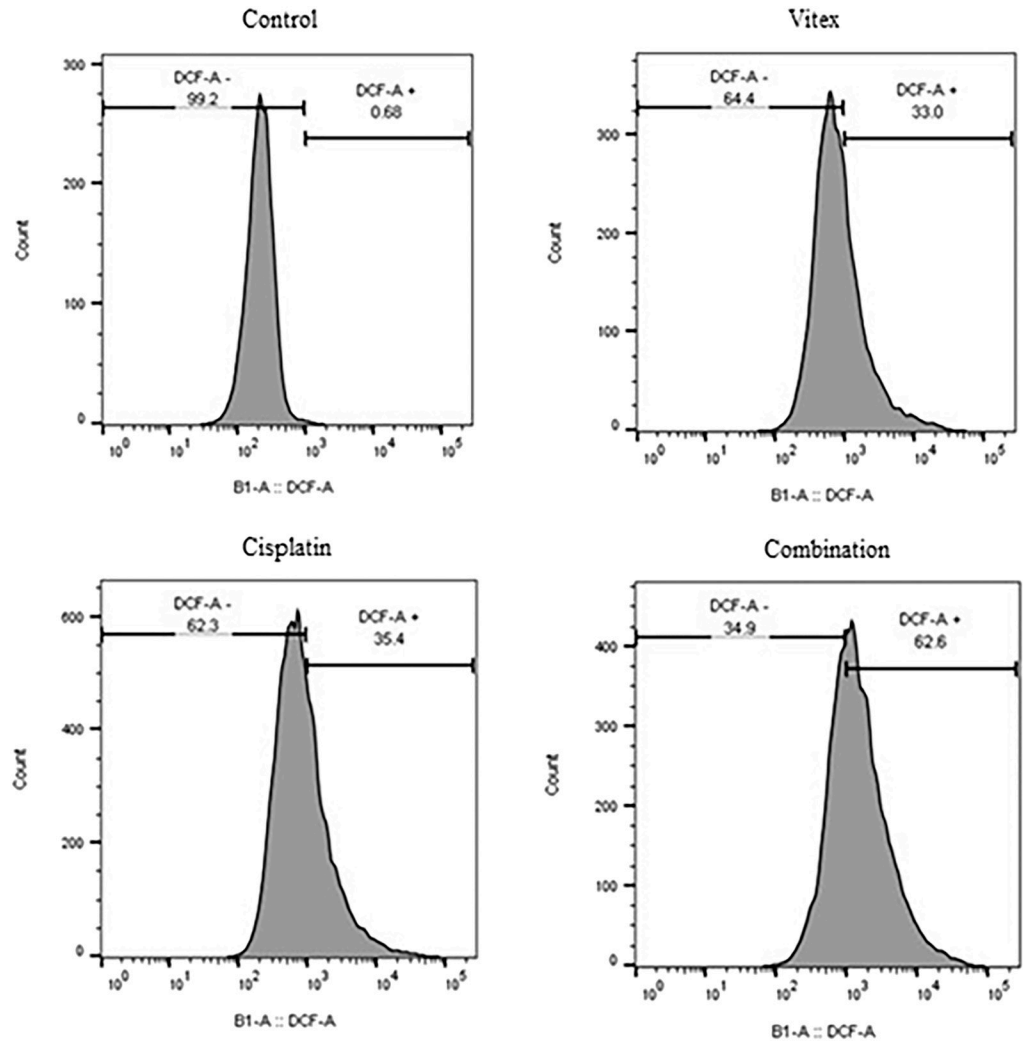 Control
DCF-A -
99.2
DCF-A +
0.68
300
200
100
0
Count
10^0 10^1 10^2 10^3 10^4 10^5
B1-A :: DCF-A
Vitex
DCF-A -
64.4
DCF-A +
33.0
300
200
100
0
Count
10^0 10^1 10^2 10^3 10^4 10^5
B1-A :: DCF-A
Cisplatin
DCF-A -
62.3
DCF-A +
35.4
600
400
200
0
Count
10^0 10^1 10^2 10^3 10^4 10^5
B1-A :: DCF-A
Combination
DCF-A -
34.9
DCF-A +
62.6
400
300
200
100
0
Count
10^0 10^1 10^2 10^3 10^4 10^5
B1-A :: DCF-A